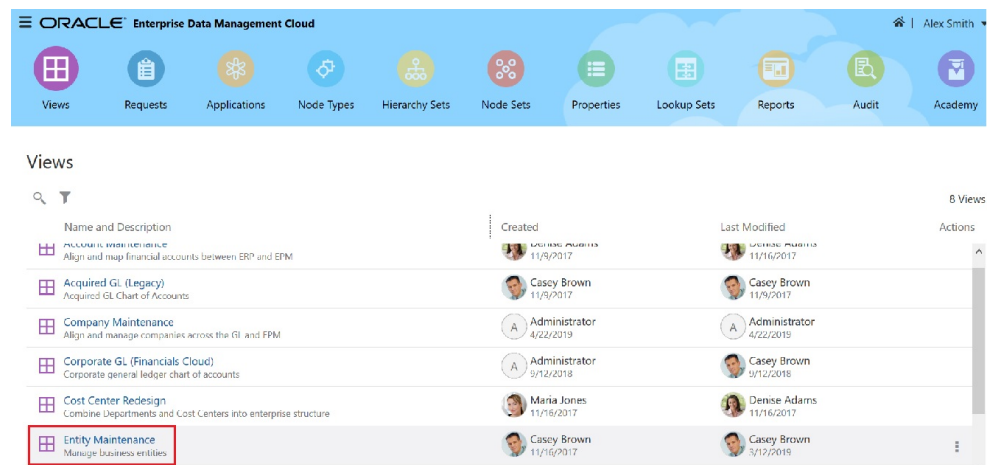 ORACLE Enterprise Data Management Cloud
Alex Smith
Views
Requests
Applications
Node Types
Hierarchy Sets
Node Sets
Properties
Lookup Sets
Reports
Audit
Academy
Views
8 Views
Name and Description
Created
Last Modified
Actions
Account Maintenance
Align and map financial accounts between ERP and EPM
Denise Adams
11/9/2017
Denise Adams
11/16/2017
Acquired GL (Legacy)
Acquired GL Chart of Accounts
Casey Brown
11/9/2017
Casey Brown
11/9/2017
Company Maintenance
Align and manage companies across the GL and EPM
A
Administrator
4/22/2019
A
Administrator
4/22/2019
Corporate GL (Financials Cloud)
Corporate general ledger chart of accounts
A
Administrator
9/12/2018
Casey Brown
9/12/2018
Cost Center Redesign
Combine Departments and Cost Centers into enterprise structure
Maria Jones
11/16/2017
Denise Adams
11/16/2017
Entity Maintenance
Manage business entities
Casey Brown
11/16/2017
Casey Brown
3/12/2019